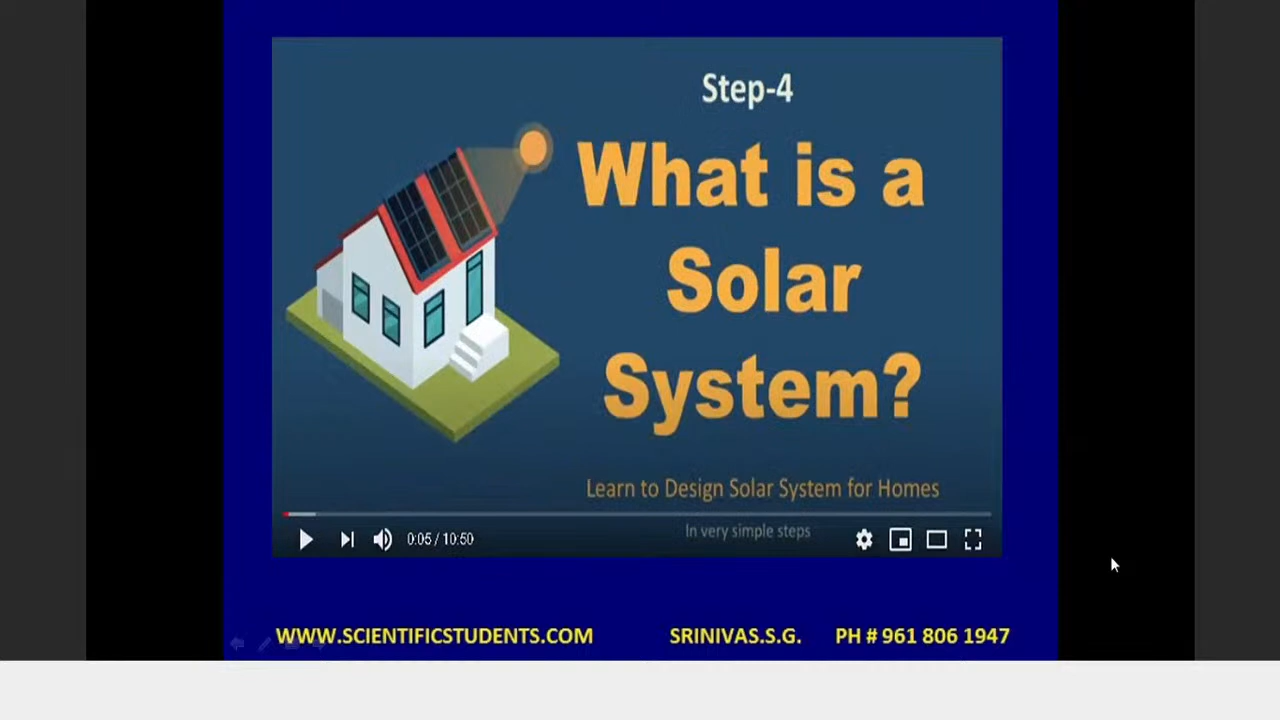 Step-4
What is a
Solar
System?
Learn to Design Solar System for Homes
In very simple steps
0:05 / 10:50
WWW.SCIENTIFICSTUDENTS.COM SRINIVAS.S.G. PH # 961 806 1947